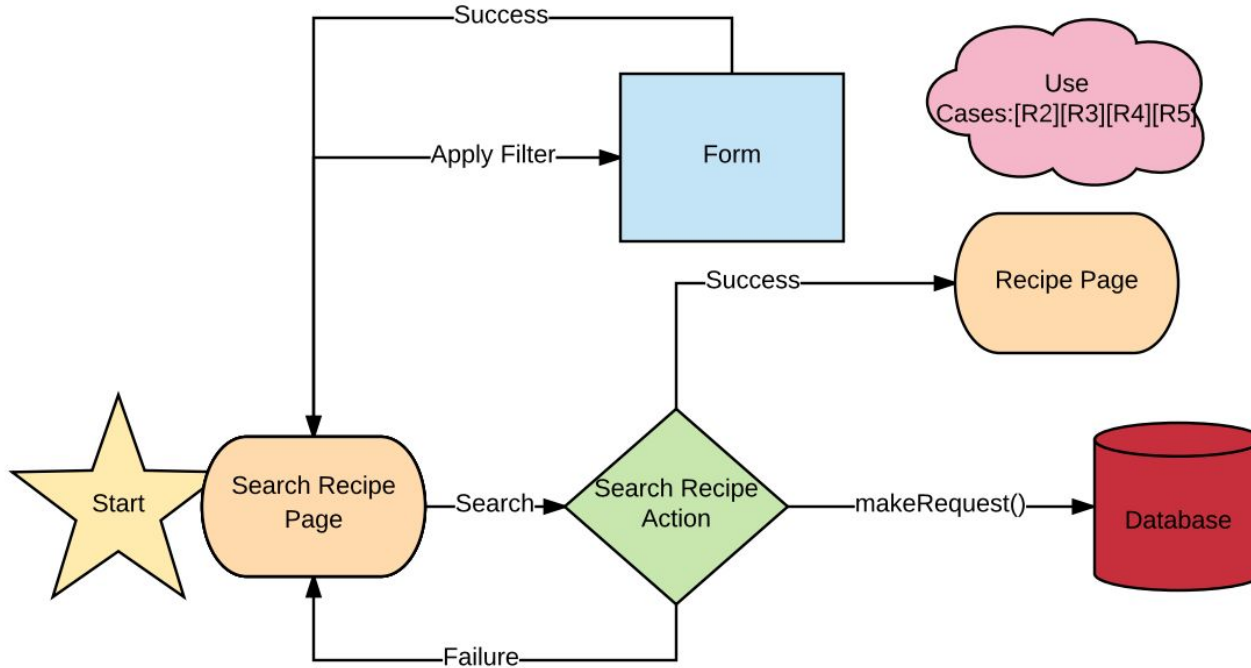 Success
Use
Cases:[R2][R3][R4][R5]
Apply Filter
Form
Success
Recipe Page
Start
Search Recipe
Page
Search
Search Recipe
Action
makeRequest()
Database
Failure